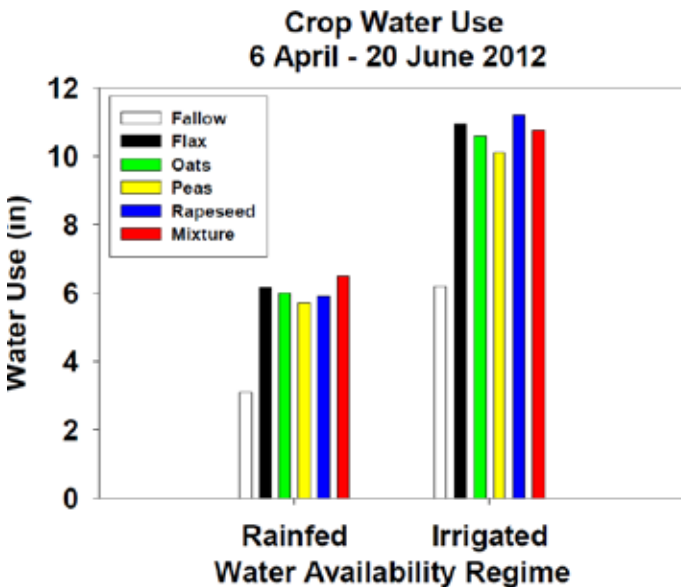 Crop Water Use
6 April - 20 June 2012
Water Use (in)
12
10
8
6
4
2
0
Fallow
Flax
Oats
Peas
Rapeseed
Mixture
Rainfed
Irrigated
Water Availability Regime